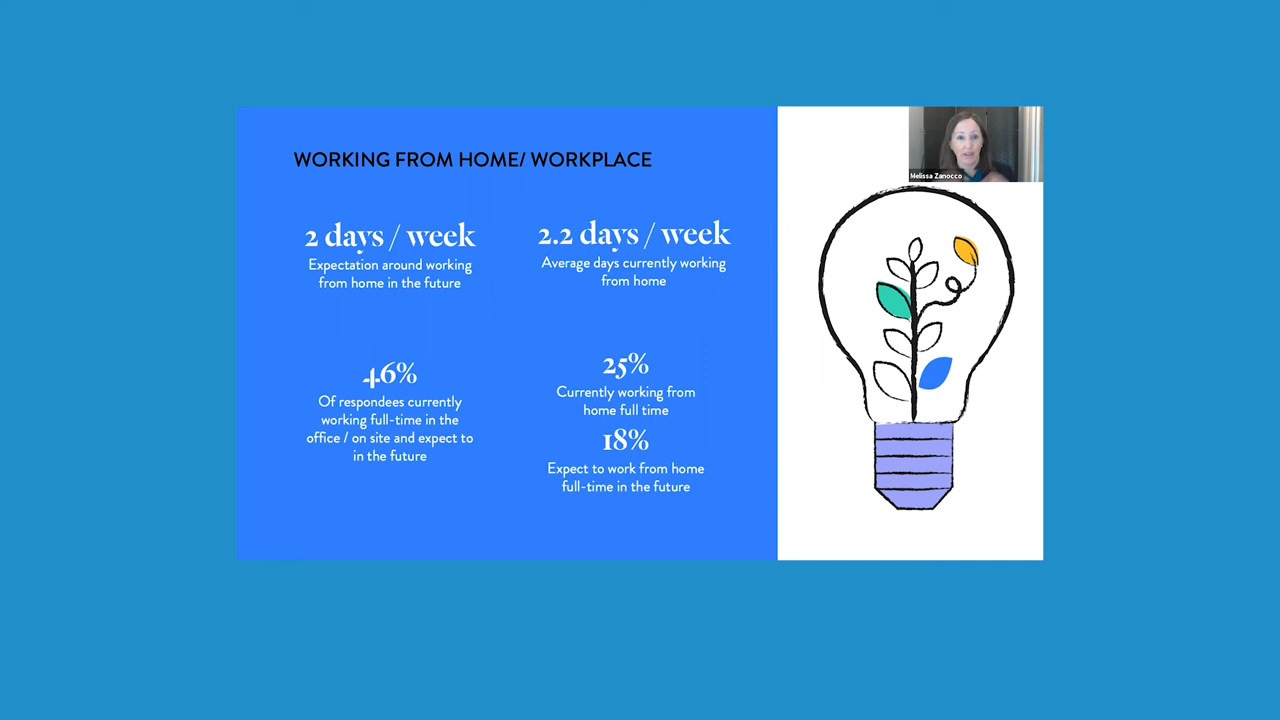 WORKING FROM HOME/ WORKPLACE
2 days / week
Expectation around working
from home in the future
2.2 days / week
Average days currently working
from home
46%
Of respondees currently
working full-time in the
office / on site and expect to
in the future
25%
Currently working from
home full time
18%
Expect to work from home
full-time in the future
Melissa Zanocco